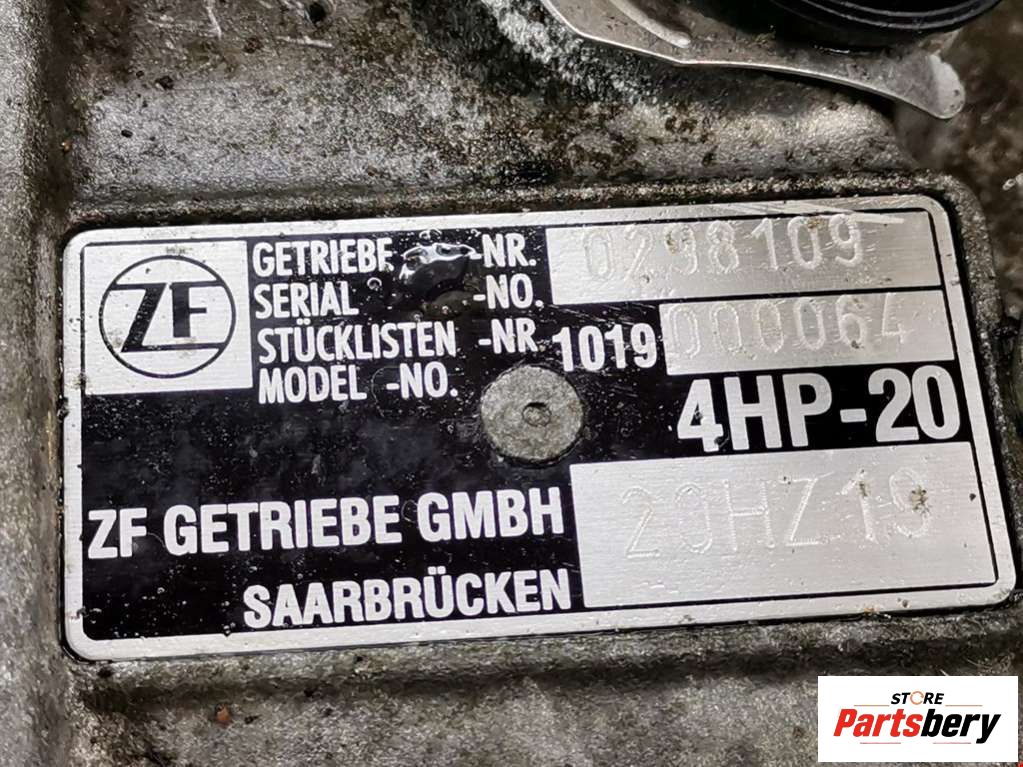 ZF
GETRIEBE -NR. 0298109
SERIAL -NO.
STÜCKLISTEN -NR 1019 000064
MODEL -NO.
4HP-20
ZF GETRIEBE GMBH 20HZ19
SAARBRÜCKEN
STORE
Partsbery